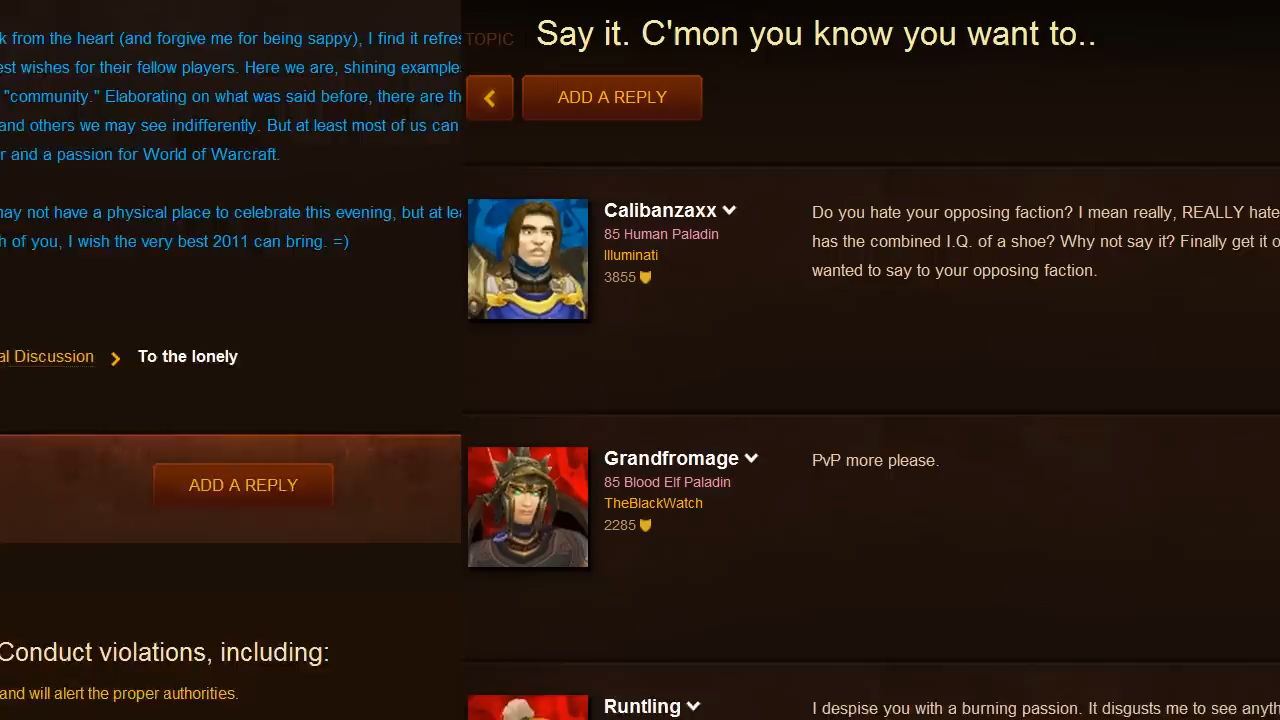 k from the heart (and forgive me for being sappy), I find it refres
est wishes for their fellow players. Here we are, shining example
"community." Elaborating on what was said before, there are th
and others we may see indifferently. But at least most of us can
r and a passion for World of Warcraft.
may not have a physical place to celebrate this evening, but at lea
h of you, I wish the very best 2011 can bring. =)
al Discussion To the lonely
ADD A REPLY
Conduct violations, including:
and will alert the proper authorities.
TOPIC Say it. C'mon you know you want to..
ADD A REPLY
Calibanzaxx
85 Human Paladin
Illuminati
3855
Do you hate your opposing faction? I mean really, REALLY hate
has the combined I.Q. of a shoe? Why not say it? Finally get it o
wanted to say to your opposing faction.
Grandfromage
85 Blood Elf Paladin
TheBlackWatch
2285
PvP more please.
Runtling
I despise you with a burning passion. It disgusts me to see anyth